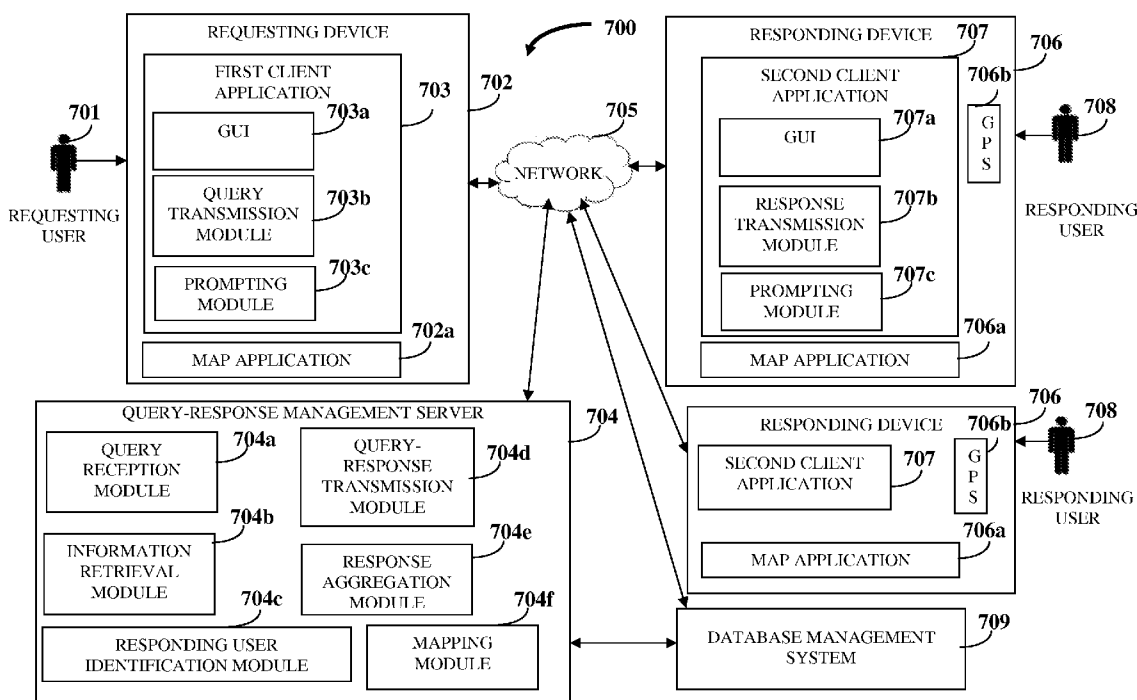 REQUESTING DEVICE
700
FIRST CLIENT
APPLICATION
703
702
703a
GUI
703b
QUERY
TRANSMISSION
MODULE
703c
PROMPTING
MODULE
702a
MAP APPLICATION
701
REQUESTING
USER
705
NETWORK
RESPONDING DEVICE
707
706
SECOND CLIENT
APPLICATION
706b
GPS
707a
GUI
707b
RESPONSE
TRANSMISSION
MODULE
707c
PROMPTING
MODULE
706a
MAP APPLICATION
708
RESPONDING
USER
QUERY-RESPONSE MANAGEMENT SERVER
704
704a
QUERY
RECEPTION
MODULE
704d
QUERY-
RESPONSE
TRANSMISSION
MODULE
704b
INFORMATION
RETRIEVAL
MODULE
704e
RESPONSE
AGGREGATION
MODULE
704c
RESPONDING USER
IDENTIFICATION MODULE
704f
MAPPING
MODULE
RESPONDING DEVICE
706
706b
GPS
SECOND CLIENT
APPLICATION
707
706a
MAP APPLICATION
708
RESPONDING
USER
DATABASE MANAGEMENT
SYSTEM
709